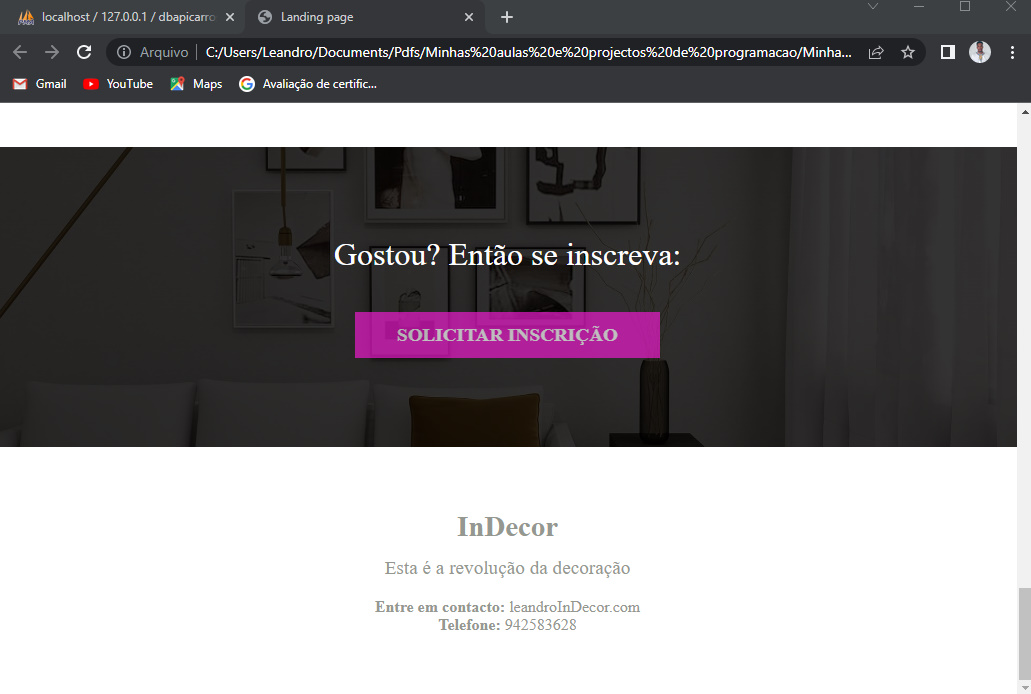 localhost / 127.0.0.1 / dbapicarro
Landing page
Arquivo C:/Users/Leandro/Documents/Pdfs/Minhas%20aulas%20e%20projectos%20de%20programacao/Minha...
Gmail YouTube Maps Avaliação de certific...
Gostou? Então se inscreva:
SOLICITAR INSCRIÇÃO
InDecor
Esta é a revolução da decoração
Entre em contacto: leandroInDecor.com
Telefone: 942583628